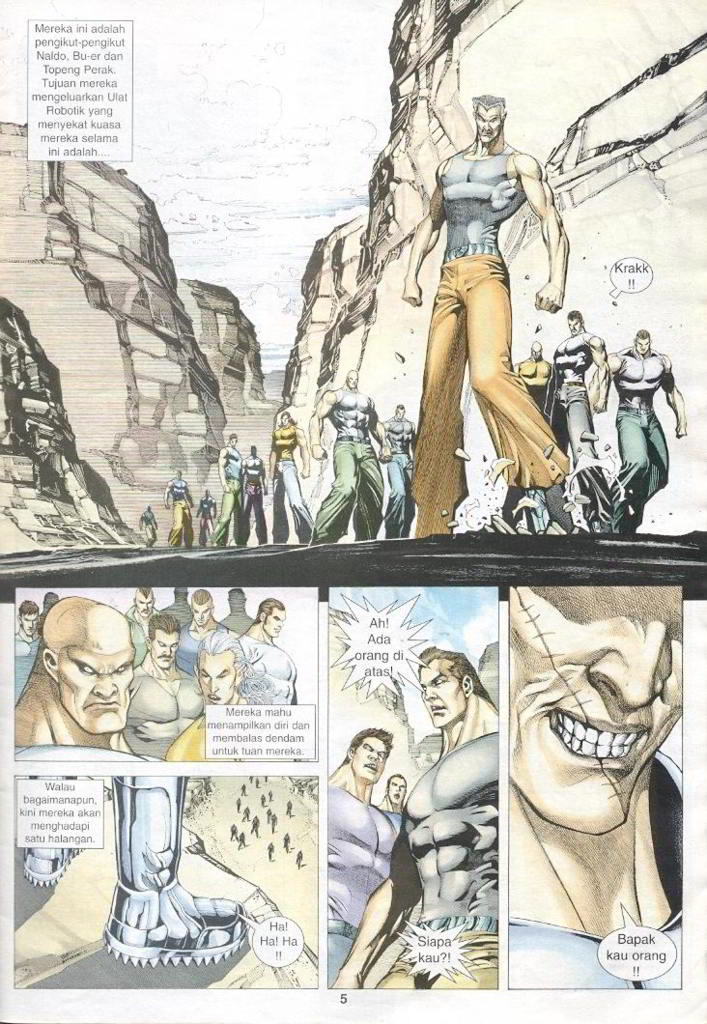 Mereka ini adalah
pengikut-pengikut
Naldo, Bu-er dan
Topeng Perak.
Tujuan mereka
mengeluarkan Ulat
Robotik yang
menyekat kuasa
mereka selama
ini adalah....
Krakk
!!
Mereka mahu
menampilkan diri dan
membalas dendam
untuk tuan mereka.
Walau
bagaimanapun,
kini mereka akan
menghadapi
satu halangan.
Ha!
Ha! Ha
!!
Ah!
Ada
orang di
atas!
Siapa
kau?!
Bapak
kau orang
!!
5